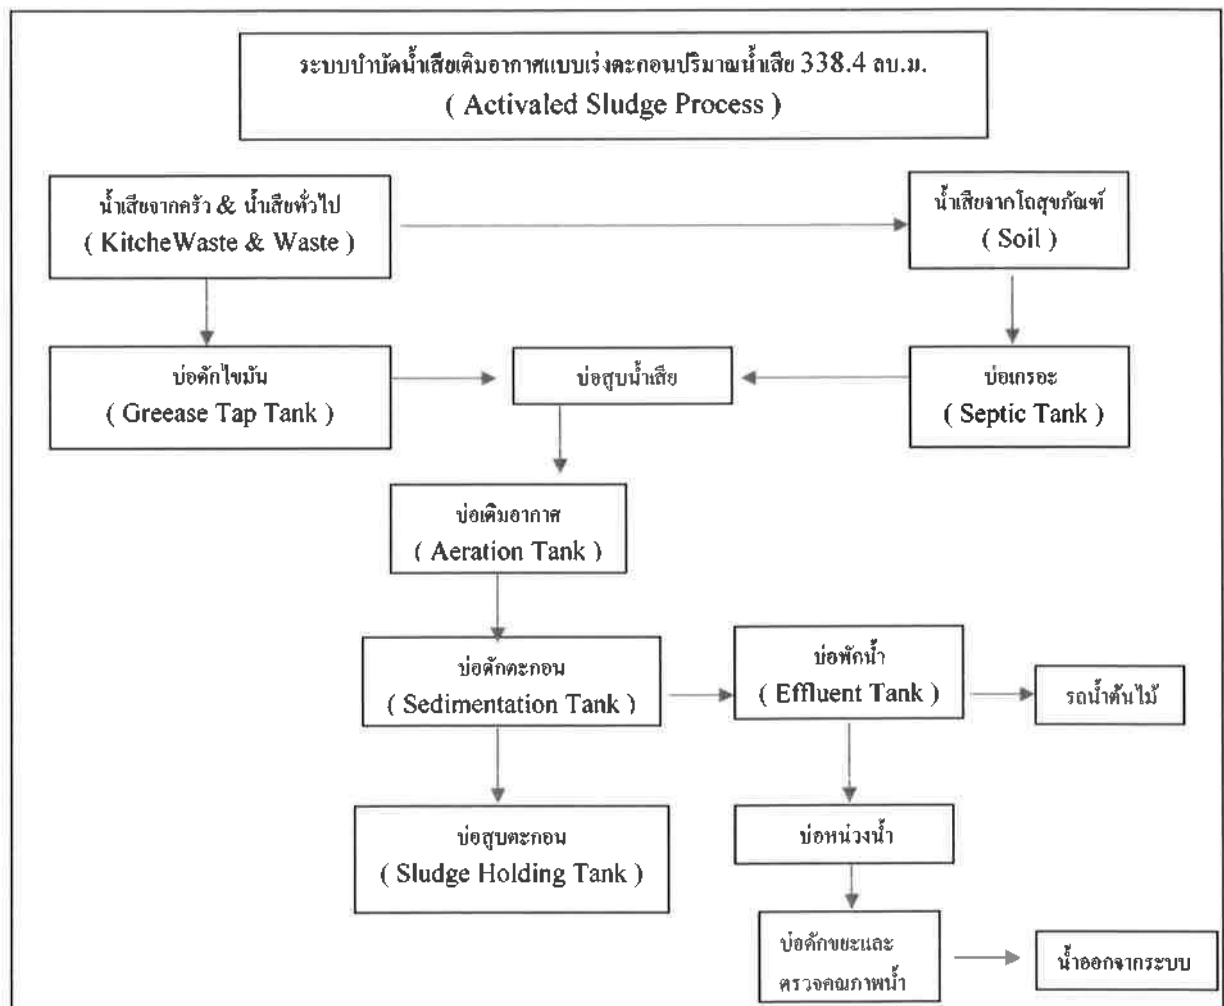 ระบบบำบัดน้ำเสียเติมอากาศแบบเร่งตะกอนปริมาณน้ำเสีย 338.4 ลบ.ม.
( Activaled Sludge Process )
น้ำเสียจากครัว & น้ำเสียทั่วไป
( KitcheWaste & Waste )
น้ำเสียจากโถสุขภัณฑ์
( Soil )
บ่อดักไขมัน
( Greease Tap Tank )
บ่อสูบน้ำเสีย
บ่อเกรอะ
( Septic Tank )
บ่อเติมอากาศ
( Aeration Tank )
บ่อดักตะกอน
( Sedimentation Tank )
บ่อพักน้ำ
( Effluent Tank )
รดน้ำต้นไม้
บ่อสูบตะกอน
( Sludge Holding Tank )
บ่อหน่วงน้ำ
บ่อดักขยะและ
ตรวจคุณภาพน้ำ
น้ำออกจากระบบ